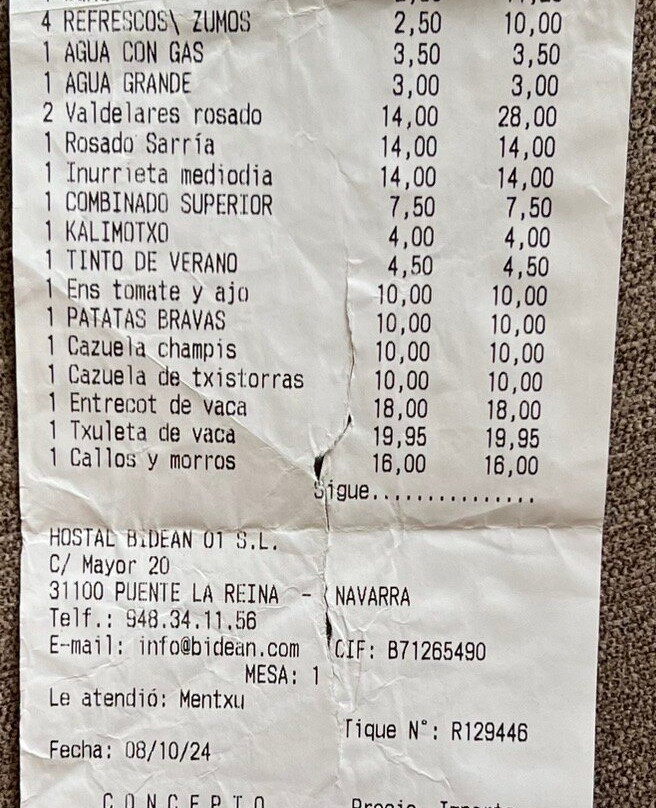 4 REFRESCOS\ ZUMOS 2,50 10,00
1 AGUA CON GAS 3,50 3,50
1 AGUA GRANDE 3,00 3,00
2 Valdelares rosado 14,00 28,00
1 Rosado Sarría 14,00 14,00
1 Inurrieta mediodia 14,00 14,00
1 COMBINADO SUPERIOR 7,50 7,50
1 KALIMOTXO 4,00 4,00
1 TINTO DE VERANO 4,50 4,50
1 Ens tomate y ajo 10,00 10,00
1 PATATAS BRAVAS 10,00 10,00
1 Cazuela champis 10,00 10,00
1 Cazuela de txistorras 10,00 10,00
1 Entrecot de vaca 18,00 18,00
1 Txuleta de vaca 19,95 19,95
1 Callos y morros 16,00 16,00
Sigue...............
HOSTAL BIDEAN 01 S.L.
C/ Mayor 20
31100 PUENTE LA REINA - NAVARRA
Telf.: 948.34.11.56
E-mail: info@bidean.com CIF: B71265490
MESA: 1
Le atendió: Mentxu
Tique N°: R129446
Fecha: 08/10/24
CONCEPTO Precio Importe